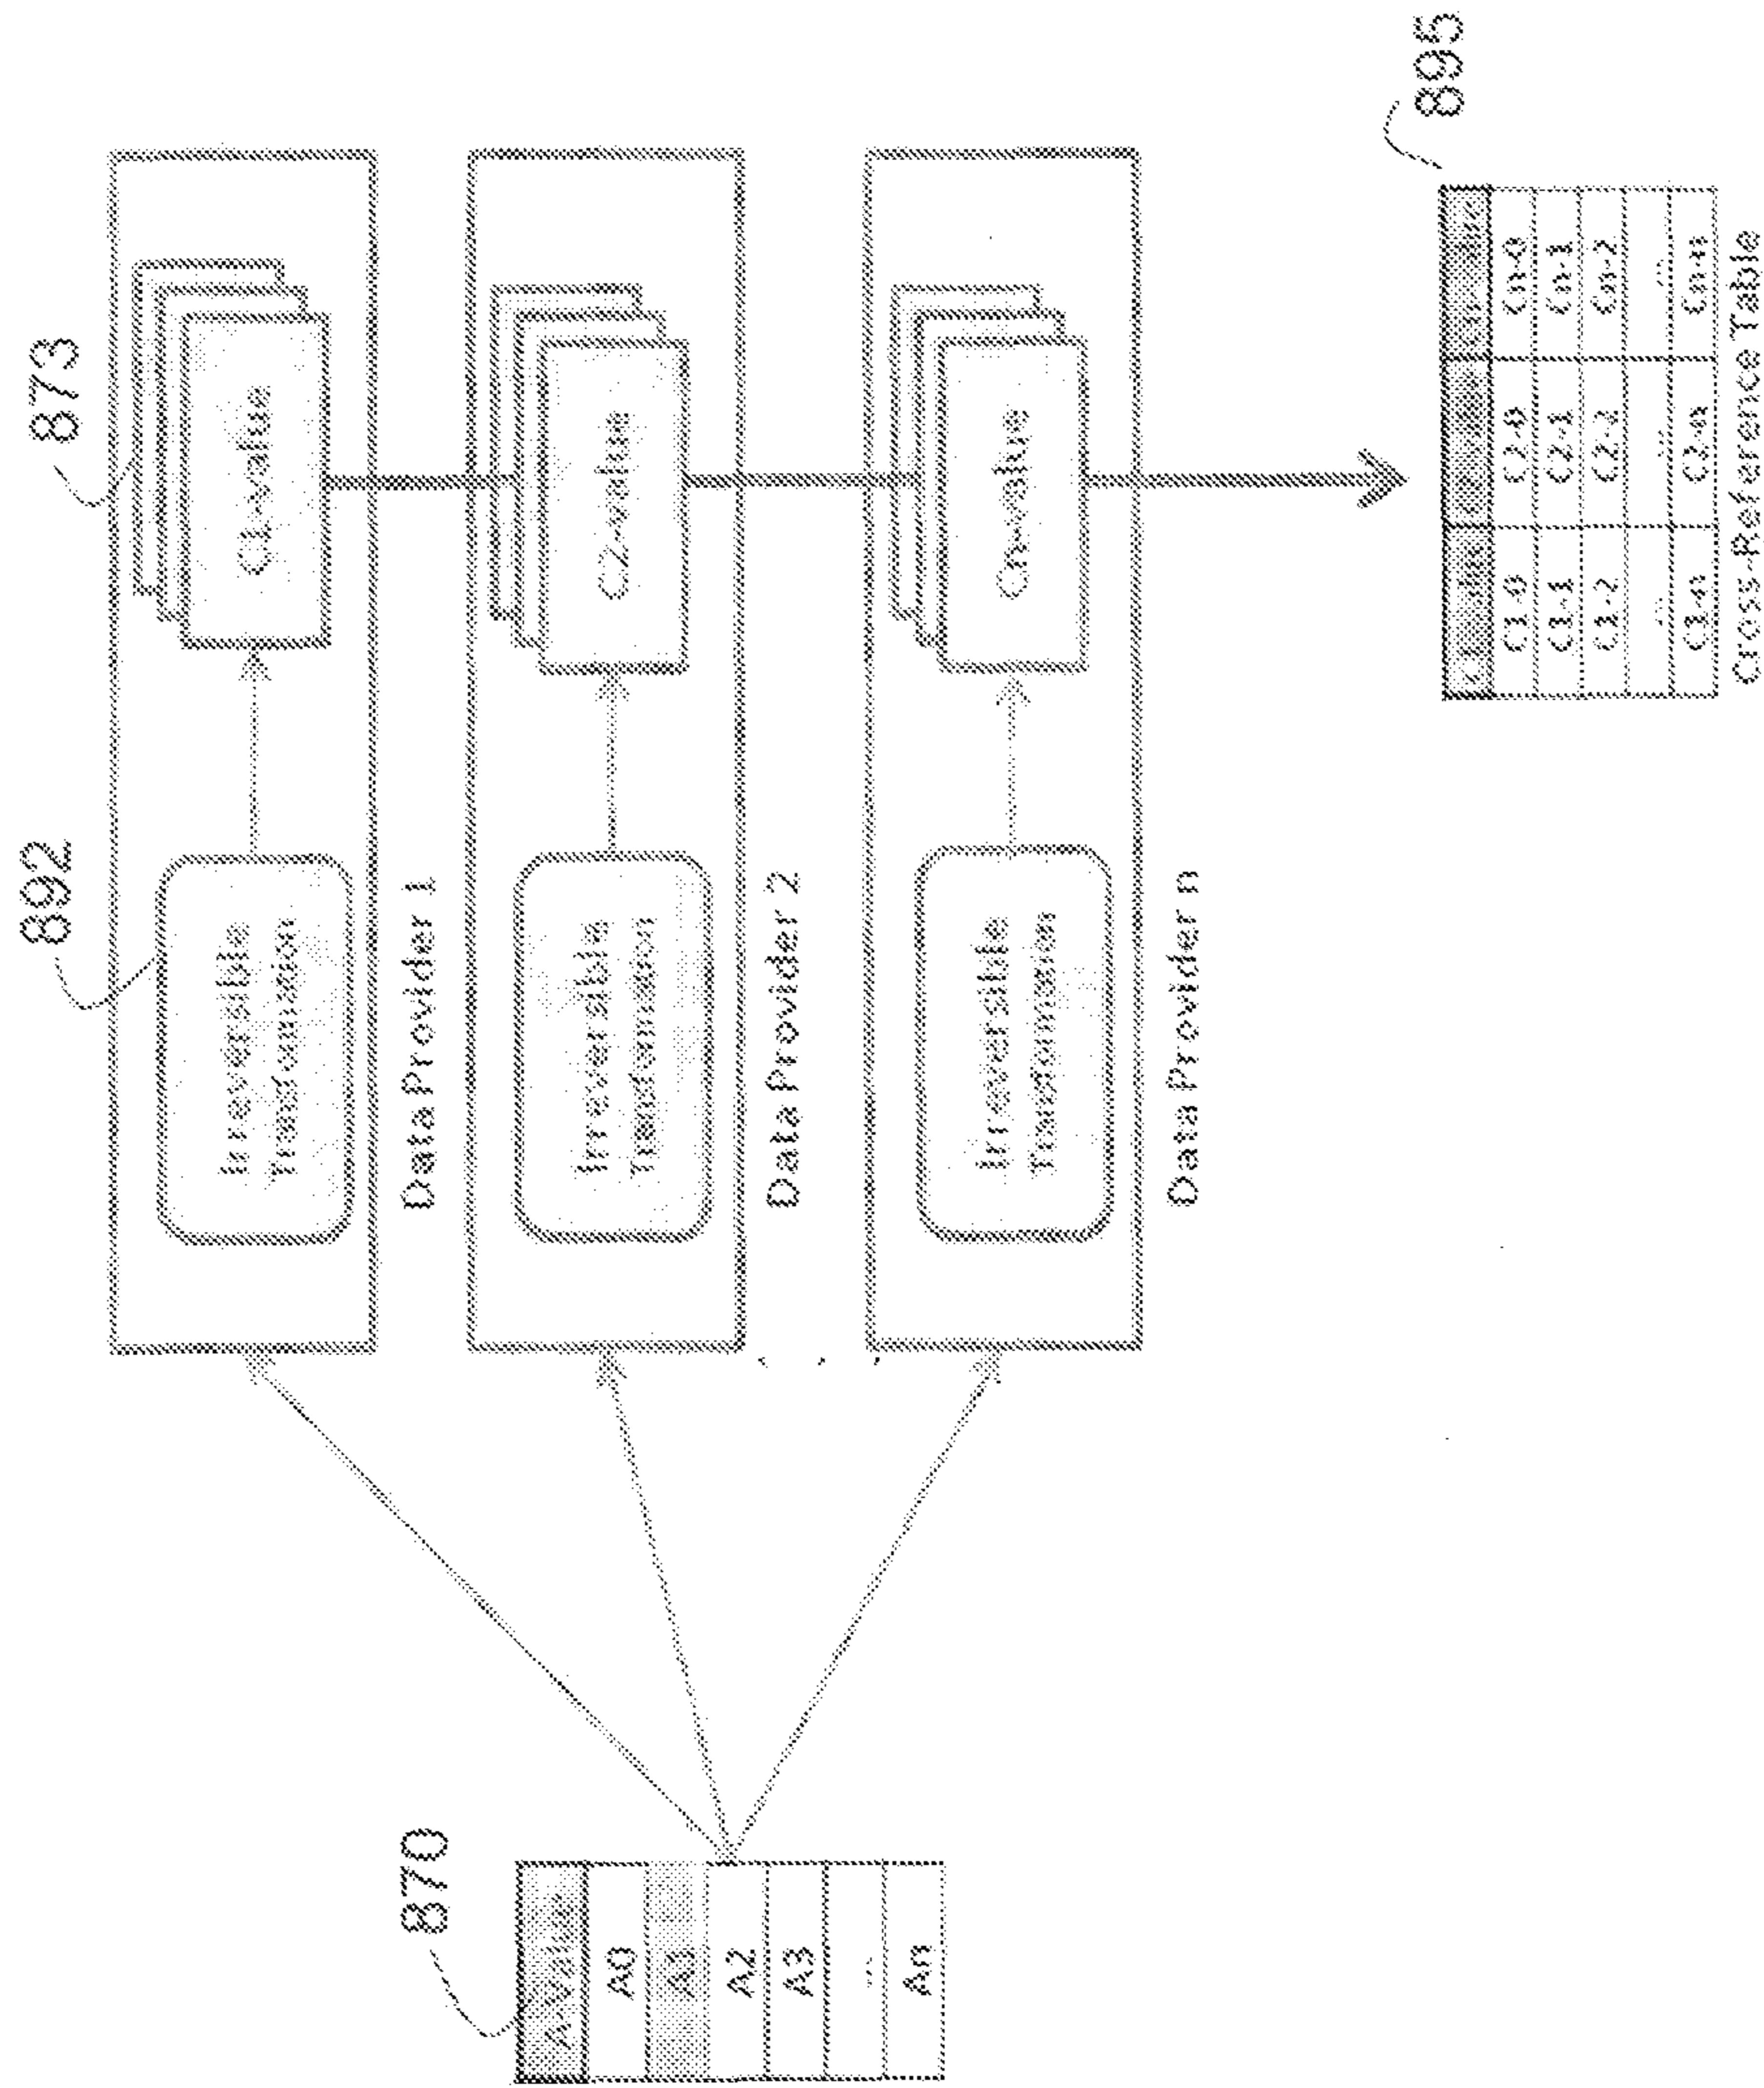 870
A-Value
A0
A1
A2
A3
...
An
892
Irreversible
Transformation
873
C1-value
Data Provider 1
Irreversible
Transformation
C2-value
Data Provider 2
Irreversible
Transformation
Cn-value
Data Provider n
895
C1-0 C2-0 Cn-0
C1-1 C2-1 Cn-1
C1-2 C2-2 Cn-2
... ... ...
C1-n C2-n Cn-n
Cross-Reference Table